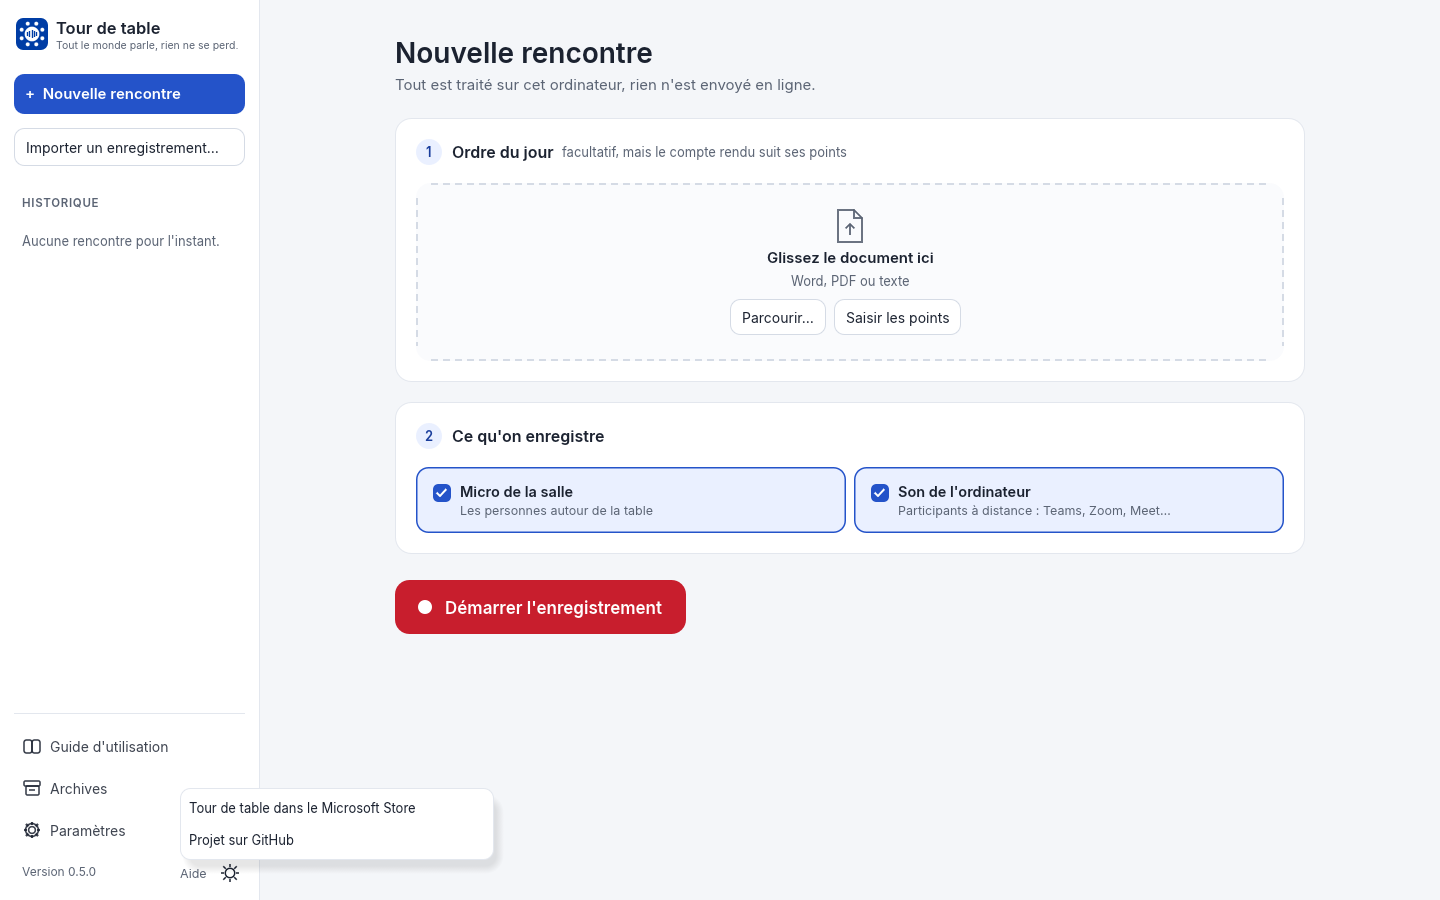 Tour de table
Tout le monde parle, rien ne se perd.
+ Nouvelle rencontre
Importer un enregistrement...
HISTORIQUE
Aucune rencontre pour l'instant.
Guide d'utilisation
Archives
Paramètres
Version 0.5.0
Aide
Tour de table dans le Microsoft Store
Projet sur GitHub
Nouvelle rencontre
Tout est traité sur cet ordinateur, rien n'est envoyé en ligne.
1 Ordre du jour facultatif, mais le compte rendu suit ses points
Glissez le document ici
Word, PDF ou texte
Parcourir... Saisir les points
2 Ce qu'on enregistre
Micro de la salle
Les personnes autour de la table
Son de l'ordinateur
Participants à distance : Teams, Zoom, Meet...
Démarrer l'enregistrement